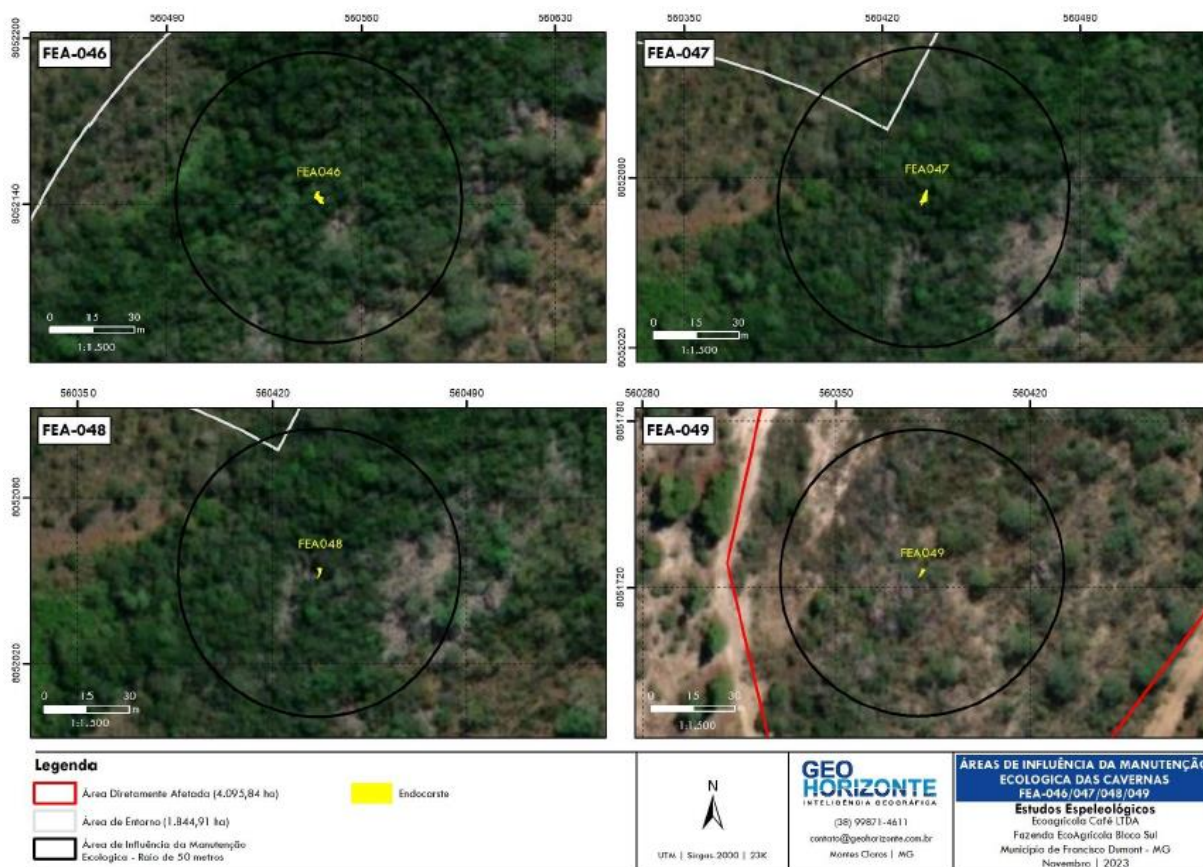 560490 560560 560630
560350 560420 560490
8052200
8052140
FEA-046
FEA046
0 15 30
m
1:1.500
8052080
8052020
FEA-047
FEA047
0 15 30
m
1:1.500
560350 560420 560490
560280 560350 560420
8052080
8052020
FEA-048
FEA048
0 15 30
m
1:1.500
8051780
8051720
FEA-049
FEA049
0 15 30
m
1:1.500
Legenda
Área Diretamente Afetada (4.095,84 ha)
Endocarste
Área de Entorno (1.844,91 ha)
Área de Influência da Manutenção
Ecologica - Raio de 50 metros
N
UTM | Sirgas 2000 | 23K
GEO
HORIZONTE
INTELIGÊNCIA GEOGRÁFICA
(38) 99871-4611
contato@geohorizonte.com.br
Montes Claros | MG
ÁREAS DE INFLUÊNCIA DA MANUTENÇÃO
ECOLOGICA DAS CAVERNAS
FEA-046/047/048/049
Estudos Espeleológicos
Ecoagrícola Café LTDA
Fazenda EcoAgrícola Bloco Sul
Município de Francisco Dumont - MG
Novembro | 2023